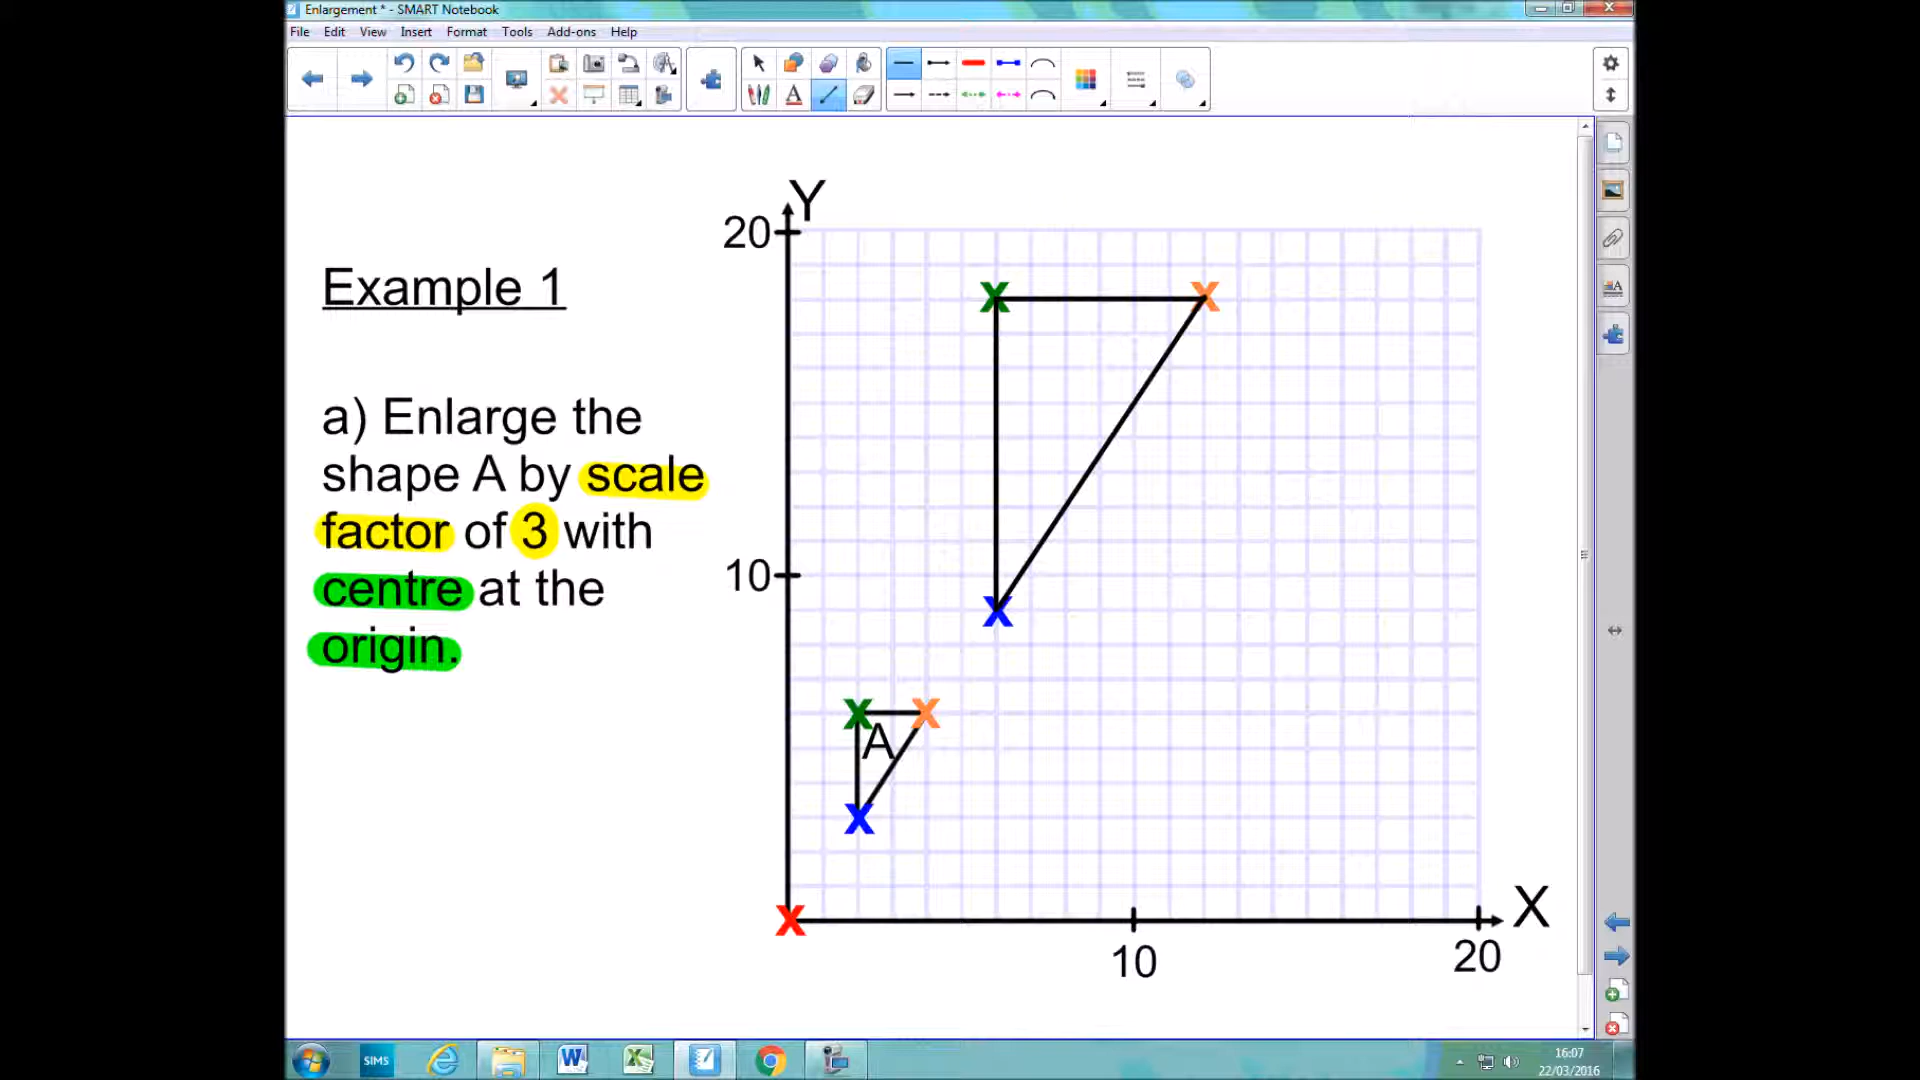 Enlargement * - SMART Notebook
File Edit View Insert Format Tools Add-ons Help
Y
20
Example 1
a) Enlarge the
shape A by scale
factor of 3 with
centre at the
origin.
X X
10
X
X X
A
X
X
X
10
20
SIMS
16:07
22/03/2016